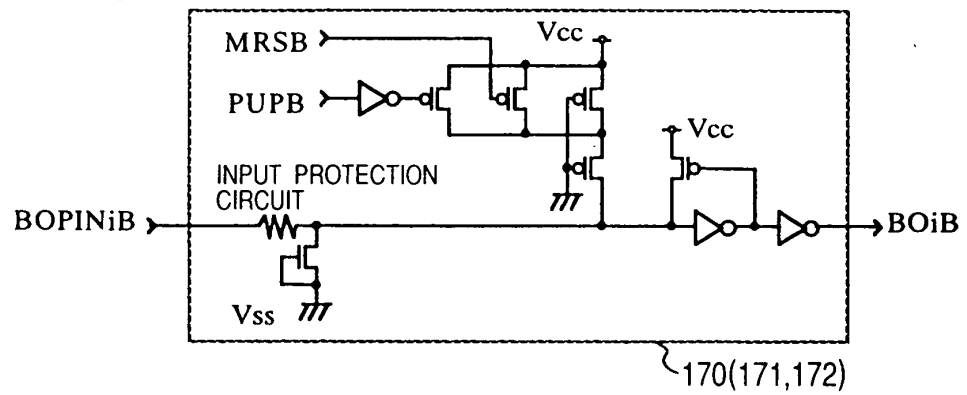 MRSB
Vcc
PUPB
Vcc
INPUT PROTECTION
CIRCUIT
BOPINiB
BOiB
Vss
170(171,172)